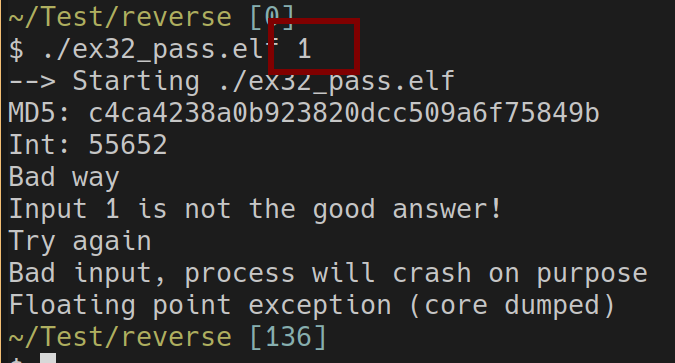 ~/Test/reverse [0]
$ ./ex32_pass.elf 1
--> Starting ./ex32_pass.elf
MD5: c4ca4238a0b923820dcc509a6f75849b
Int: 55652
Bad way
Input 1 is not the good answer!
Try again
Bad input, process will crash on purpose
Floating point exception (core dumped)
~/Test/reverse [136]
$